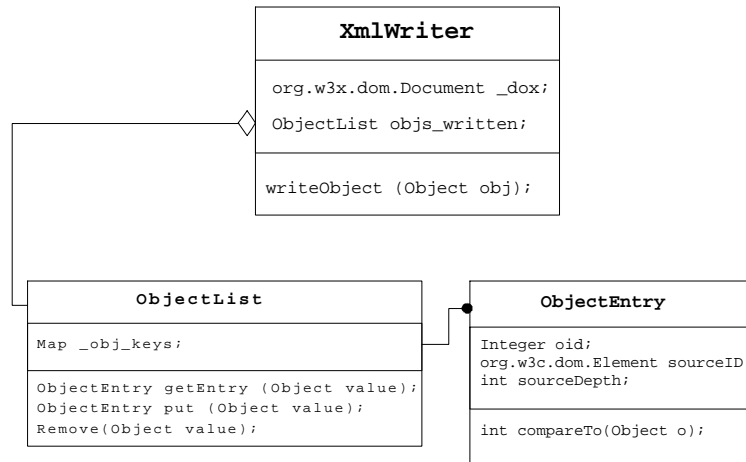 XmlWriter
org.w3x.dom.Document _dox;
ObjectList objs_written;
writeObject (Object obj);
ObjectList
Map _obj_keys;
ObjectEntry getEntry (Object value);
ObjectEntry put (Object value);
Remove(Object value);
ObjectEntry
Integer oid;
org.w3c.dom.Element sourceID
int sourceDepth;
int compareTo(Object o);